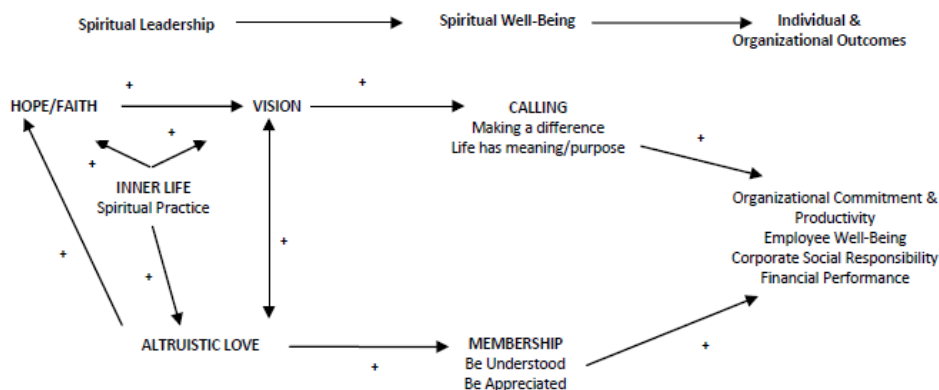 Spiritual Leadership
Spiritual Well-Being
Individual &
Organizational Outcomes
+
+
HOPE/FAITH
VISION
CALLING
Making a difference
Life has meaning/purpose
+
+
+
INNER LIFE
Spiritual Practice
Organizational Commitment &
Productivity
Employee Well-Being
Corporate Social Responsibility
Financial Performance
+
+
+
ALTRUISTIC LOVE
MEMBERSHIP
Be Understood
Be Appreciated
+
+